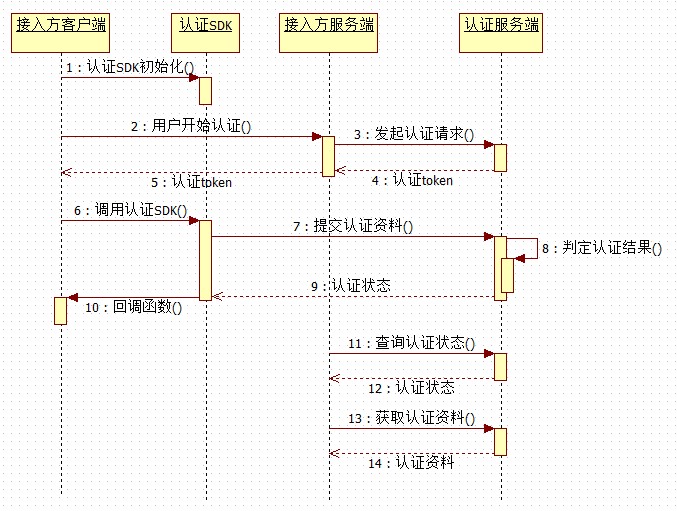 接入方客户端
认证SDK
接入方服务端
认证服务端
1：认证SDK初始化()
2：用户开始认证()
3：发起认证请求()
4：认证token
5：认证token
6：调用认证SDK()
7：提交认证资料()
8：判定认证结果()
9：认证状态
10：回调函数()
11：查询认证状态()
12：认证状态
13：获取认证资料()
14：认证资料